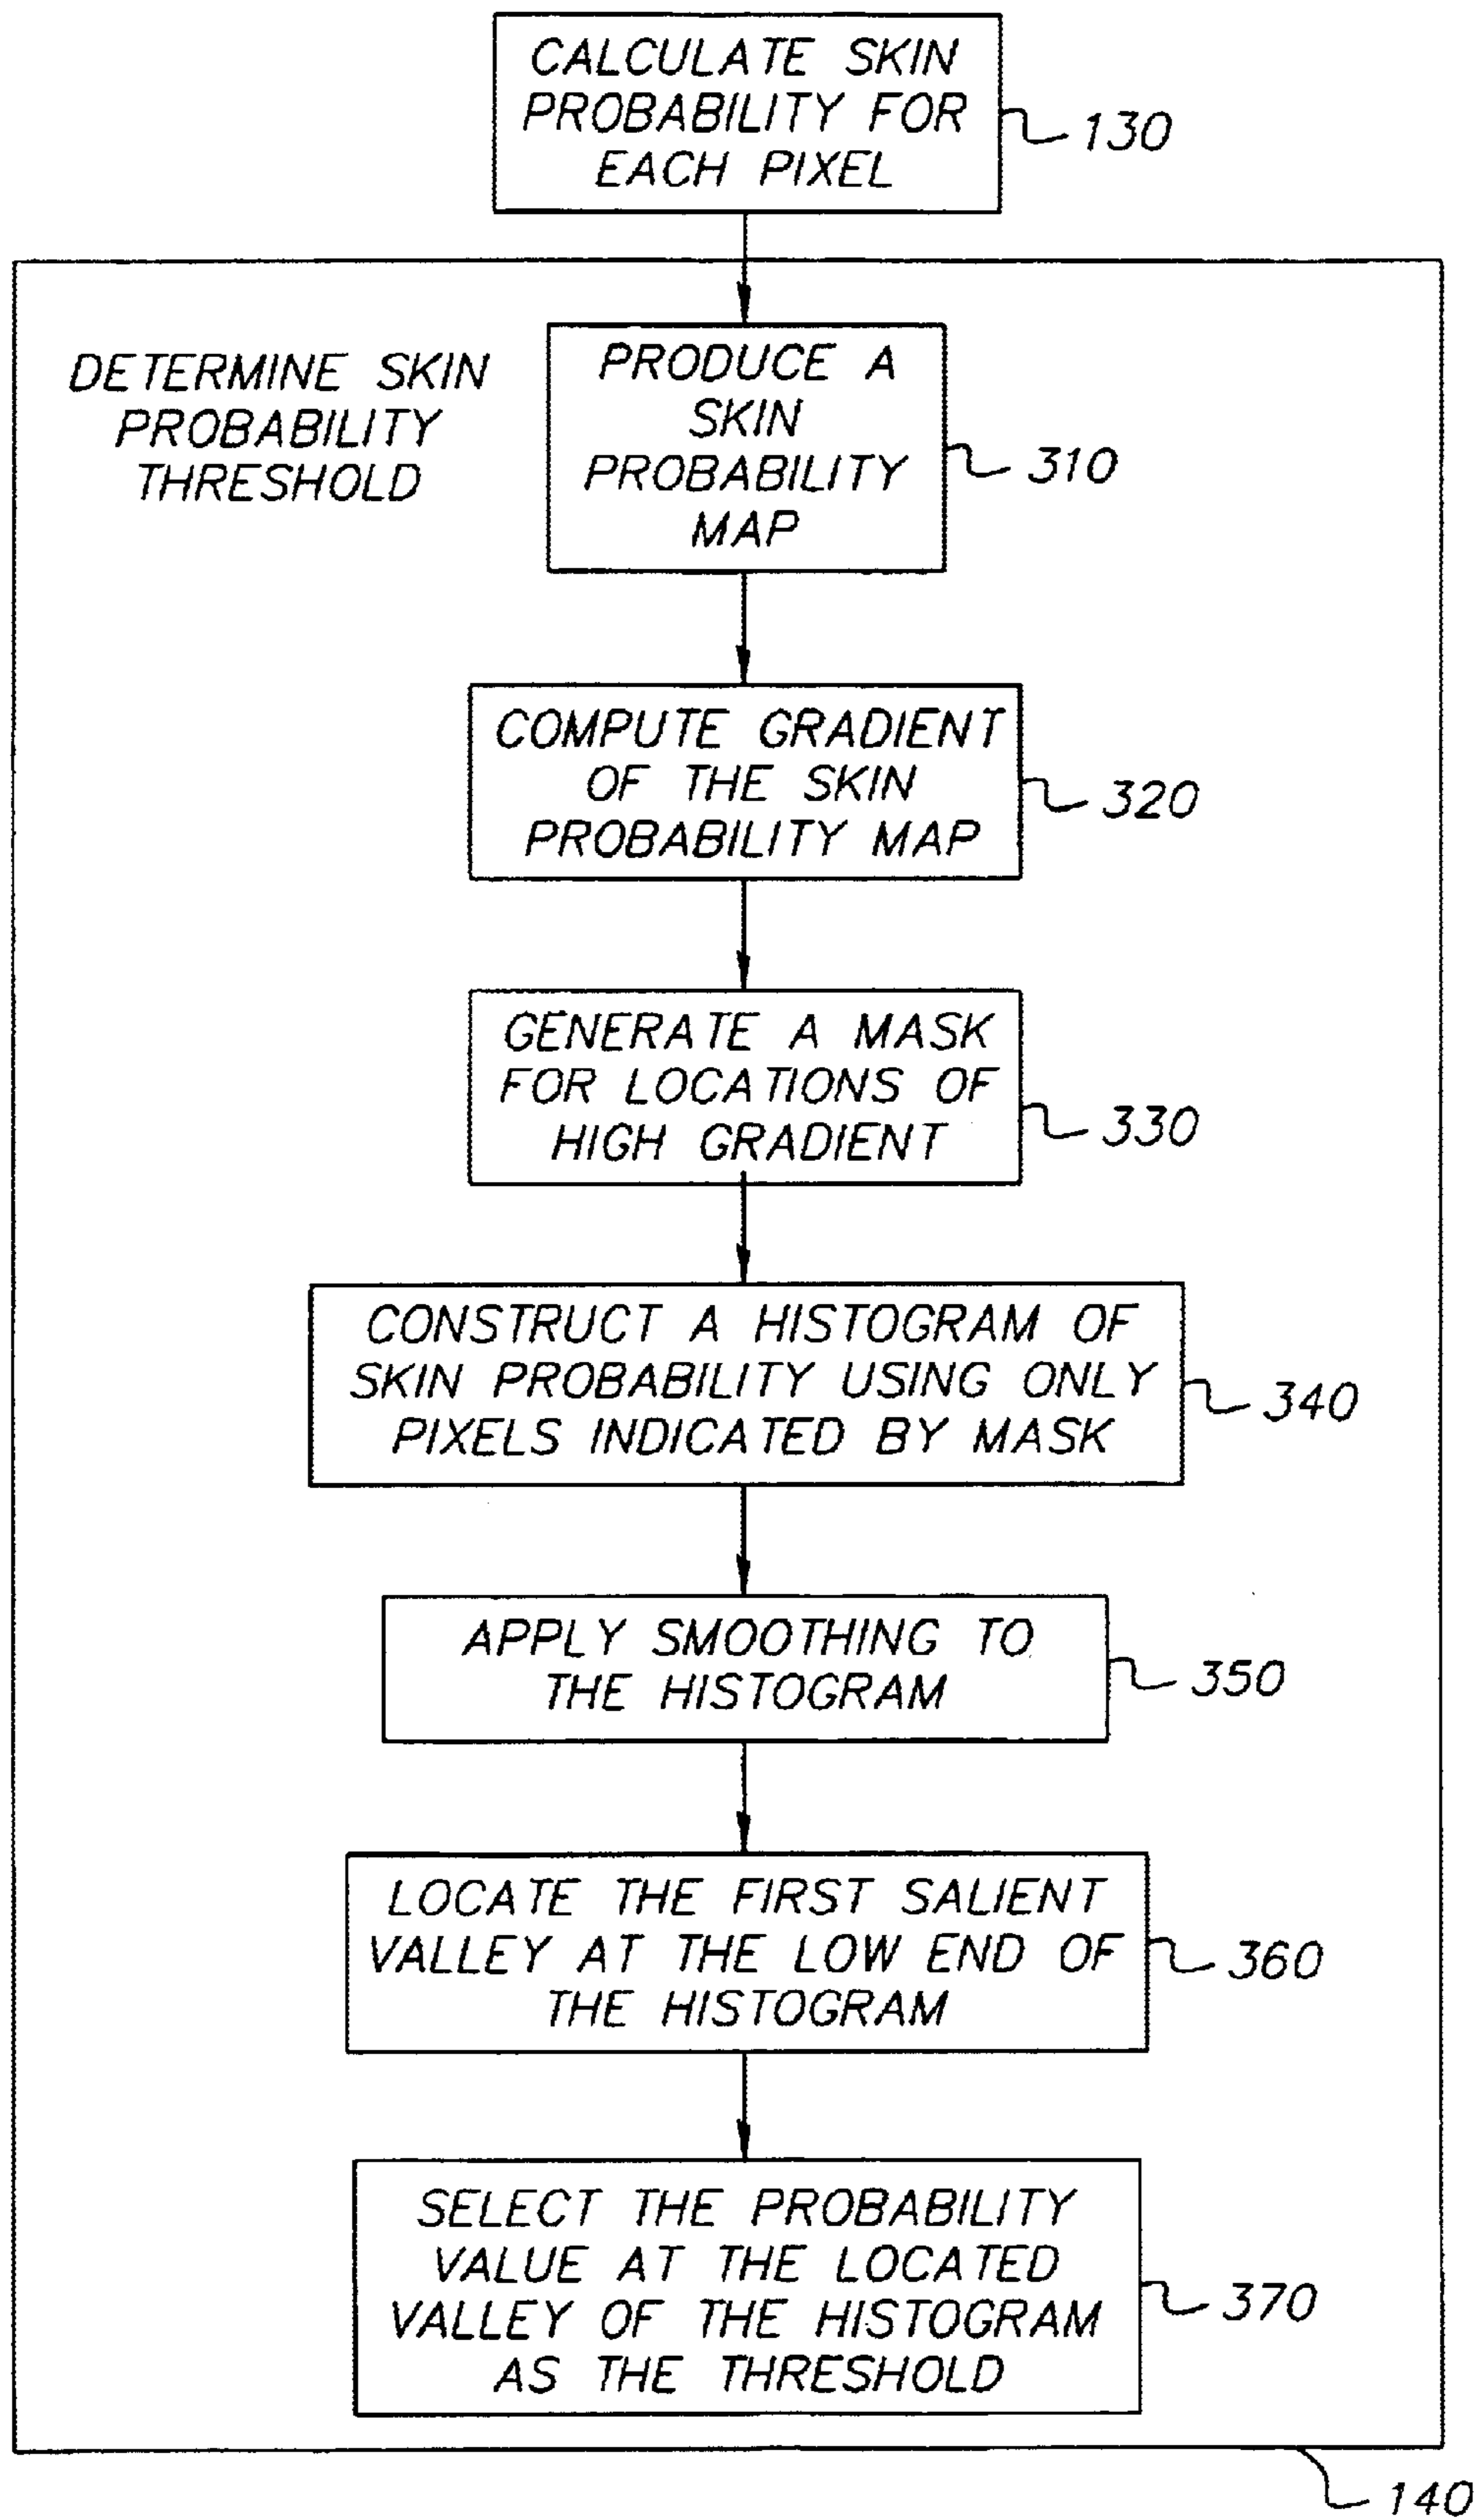 CALCULATE SKIN
PROBABILITY FOR
EACH PIXEL
130
DETERMINE SKIN
PROBABILITY
THRESHOLD
PRODUCE A
SKIN
PROBABILITY
MAP
310
COMPUTE GRADIENT
OF THE SKIN
PROBABILITY MAP
320
GENERATE A MASK
FOR LOCATIONS OF
HIGH GRADIENT
330
CONSTRUCT A HISTOGRAM OF
SKIN PROBABILITY USING ONLY
PIXELS INDICATED BY MASK
340
APPLY SMOOTHING TO
THE HISTOGRAM
350
LOCATE THE FIRST SALIENT
VALLEY AT THE LOW END OF
THE HISTOGRAM
360
SELECT THE PROBABILITY
VALUE AT THE LOCATED
VALLEY OF THE HISTOGRAM
AS THE THRESHOLD
370
140